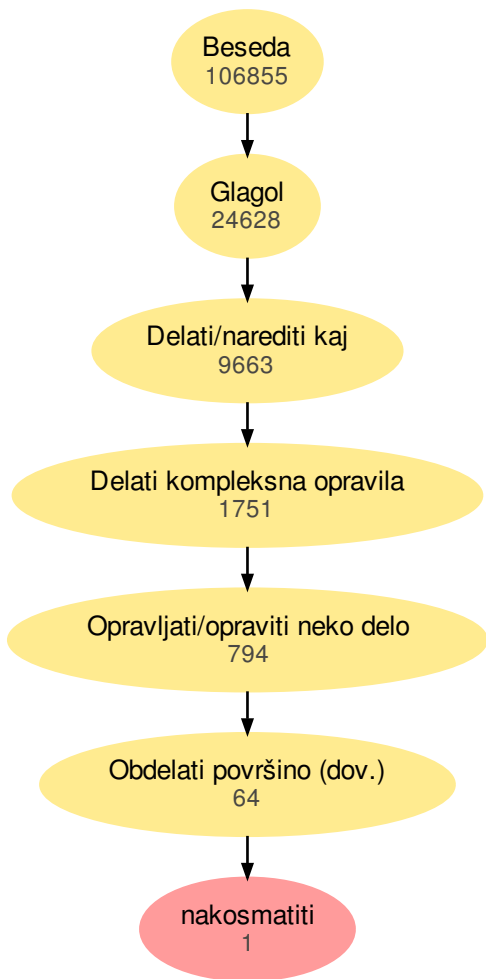 Beseda
106855
Glagol
24628
Delati/narediti kaj
9663
Delati kompleksna opravila
1751
Opravljati/opraviti neko delo
794
Obdelati površino (dov.)
64
nakosmatiti
1